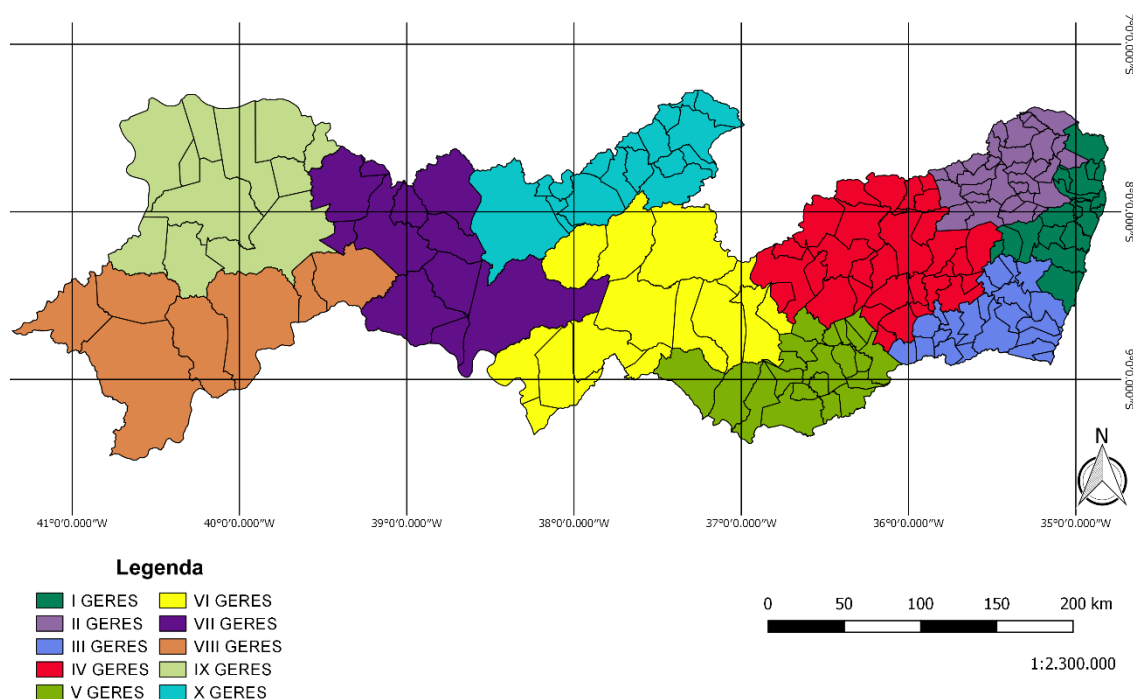 7°0'0.000"S
8°0'0.000"S
9°0'0.000"S
N
41°0'0.000"W 40°0'0.000"W 39°0'0.000"W 38°0'0.000"W 37°0'0.000"W 36°0'0.000"W 35°0'0.000"W
Legenda
I GERES VI GERES
II GERES VII GERES
III GERES VIII GERES
IV GERES IX GERES
V GERES X GERES
0 50 100 150 200 km
1:2.300.000